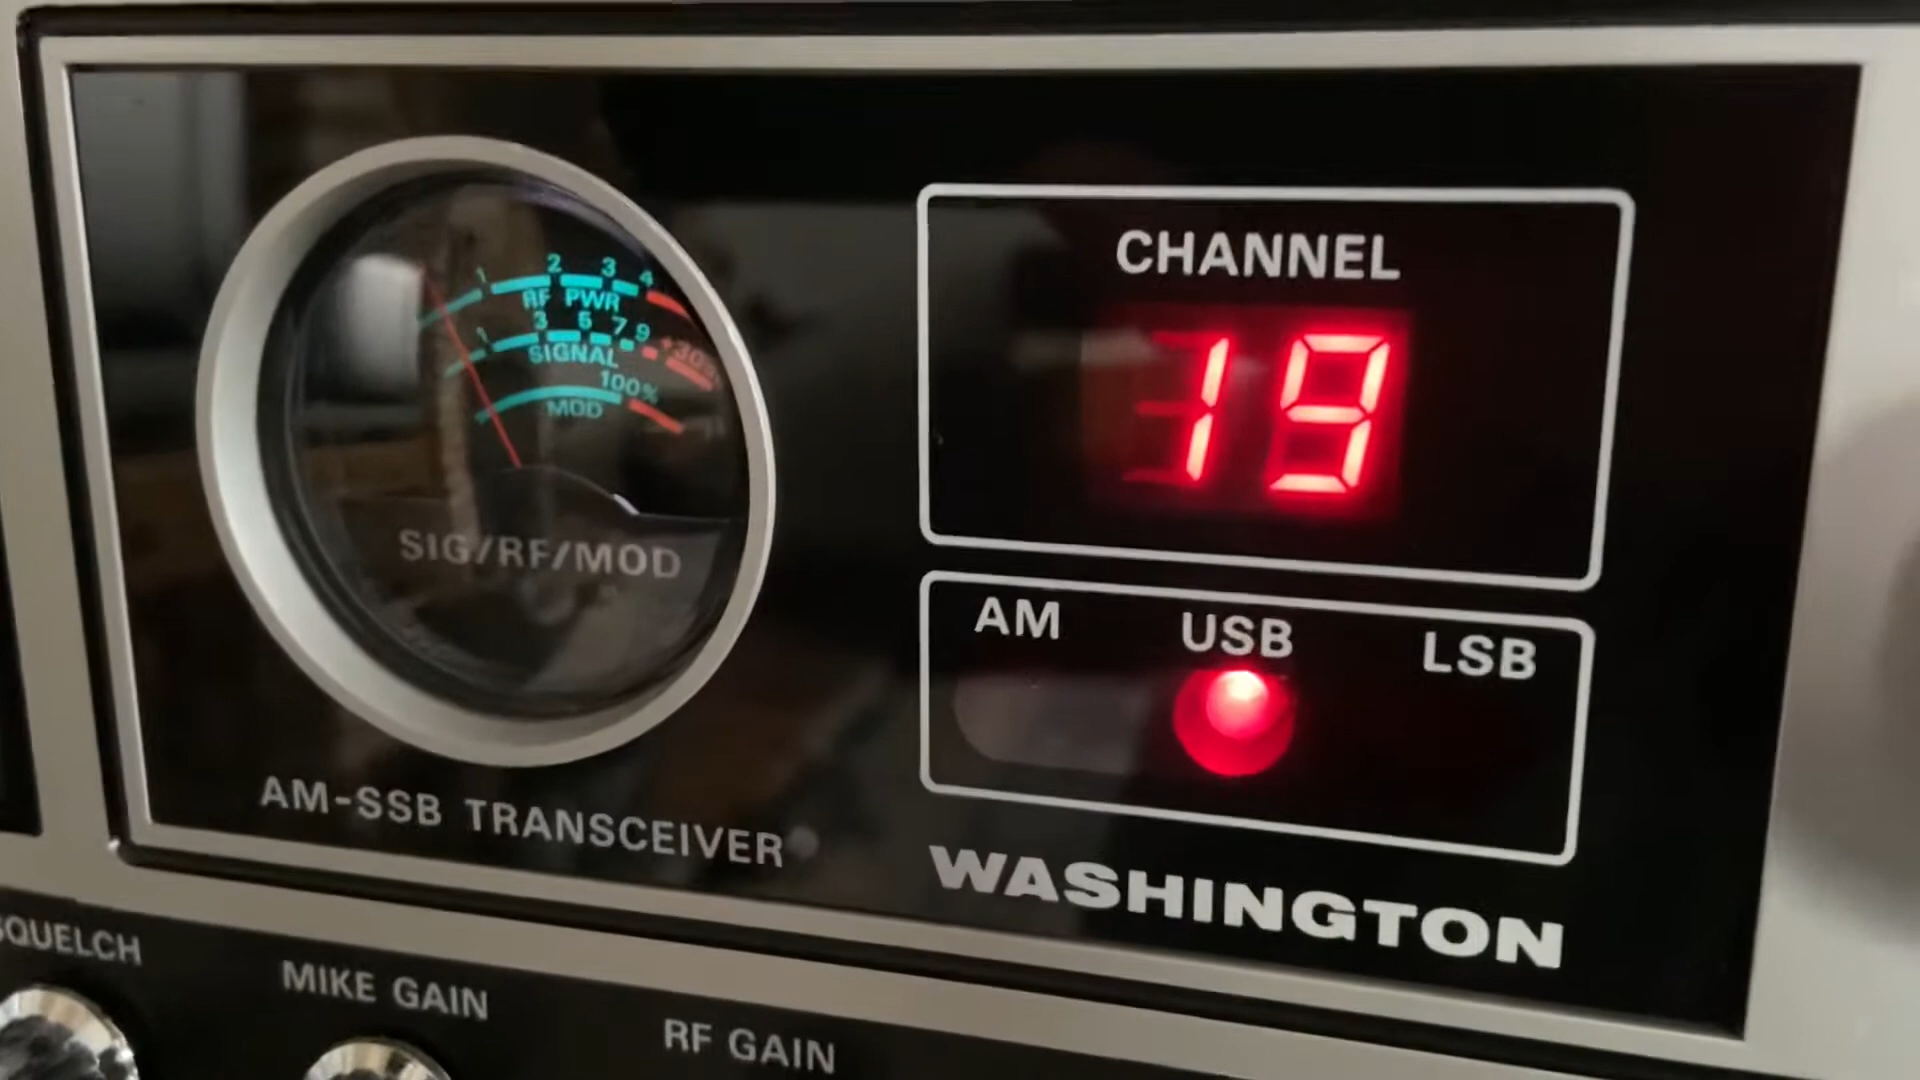 CHANNEL
19
1 2 3 4
RF PWR
1 3 5 7 9
SIGNAL
100%
MOD
SIG/RF/MOD
AM USB LSB
AM-SSB TRANSCEIVER
WASHINGTON
SQUELCH
MIKE GAIN
RF GAIN